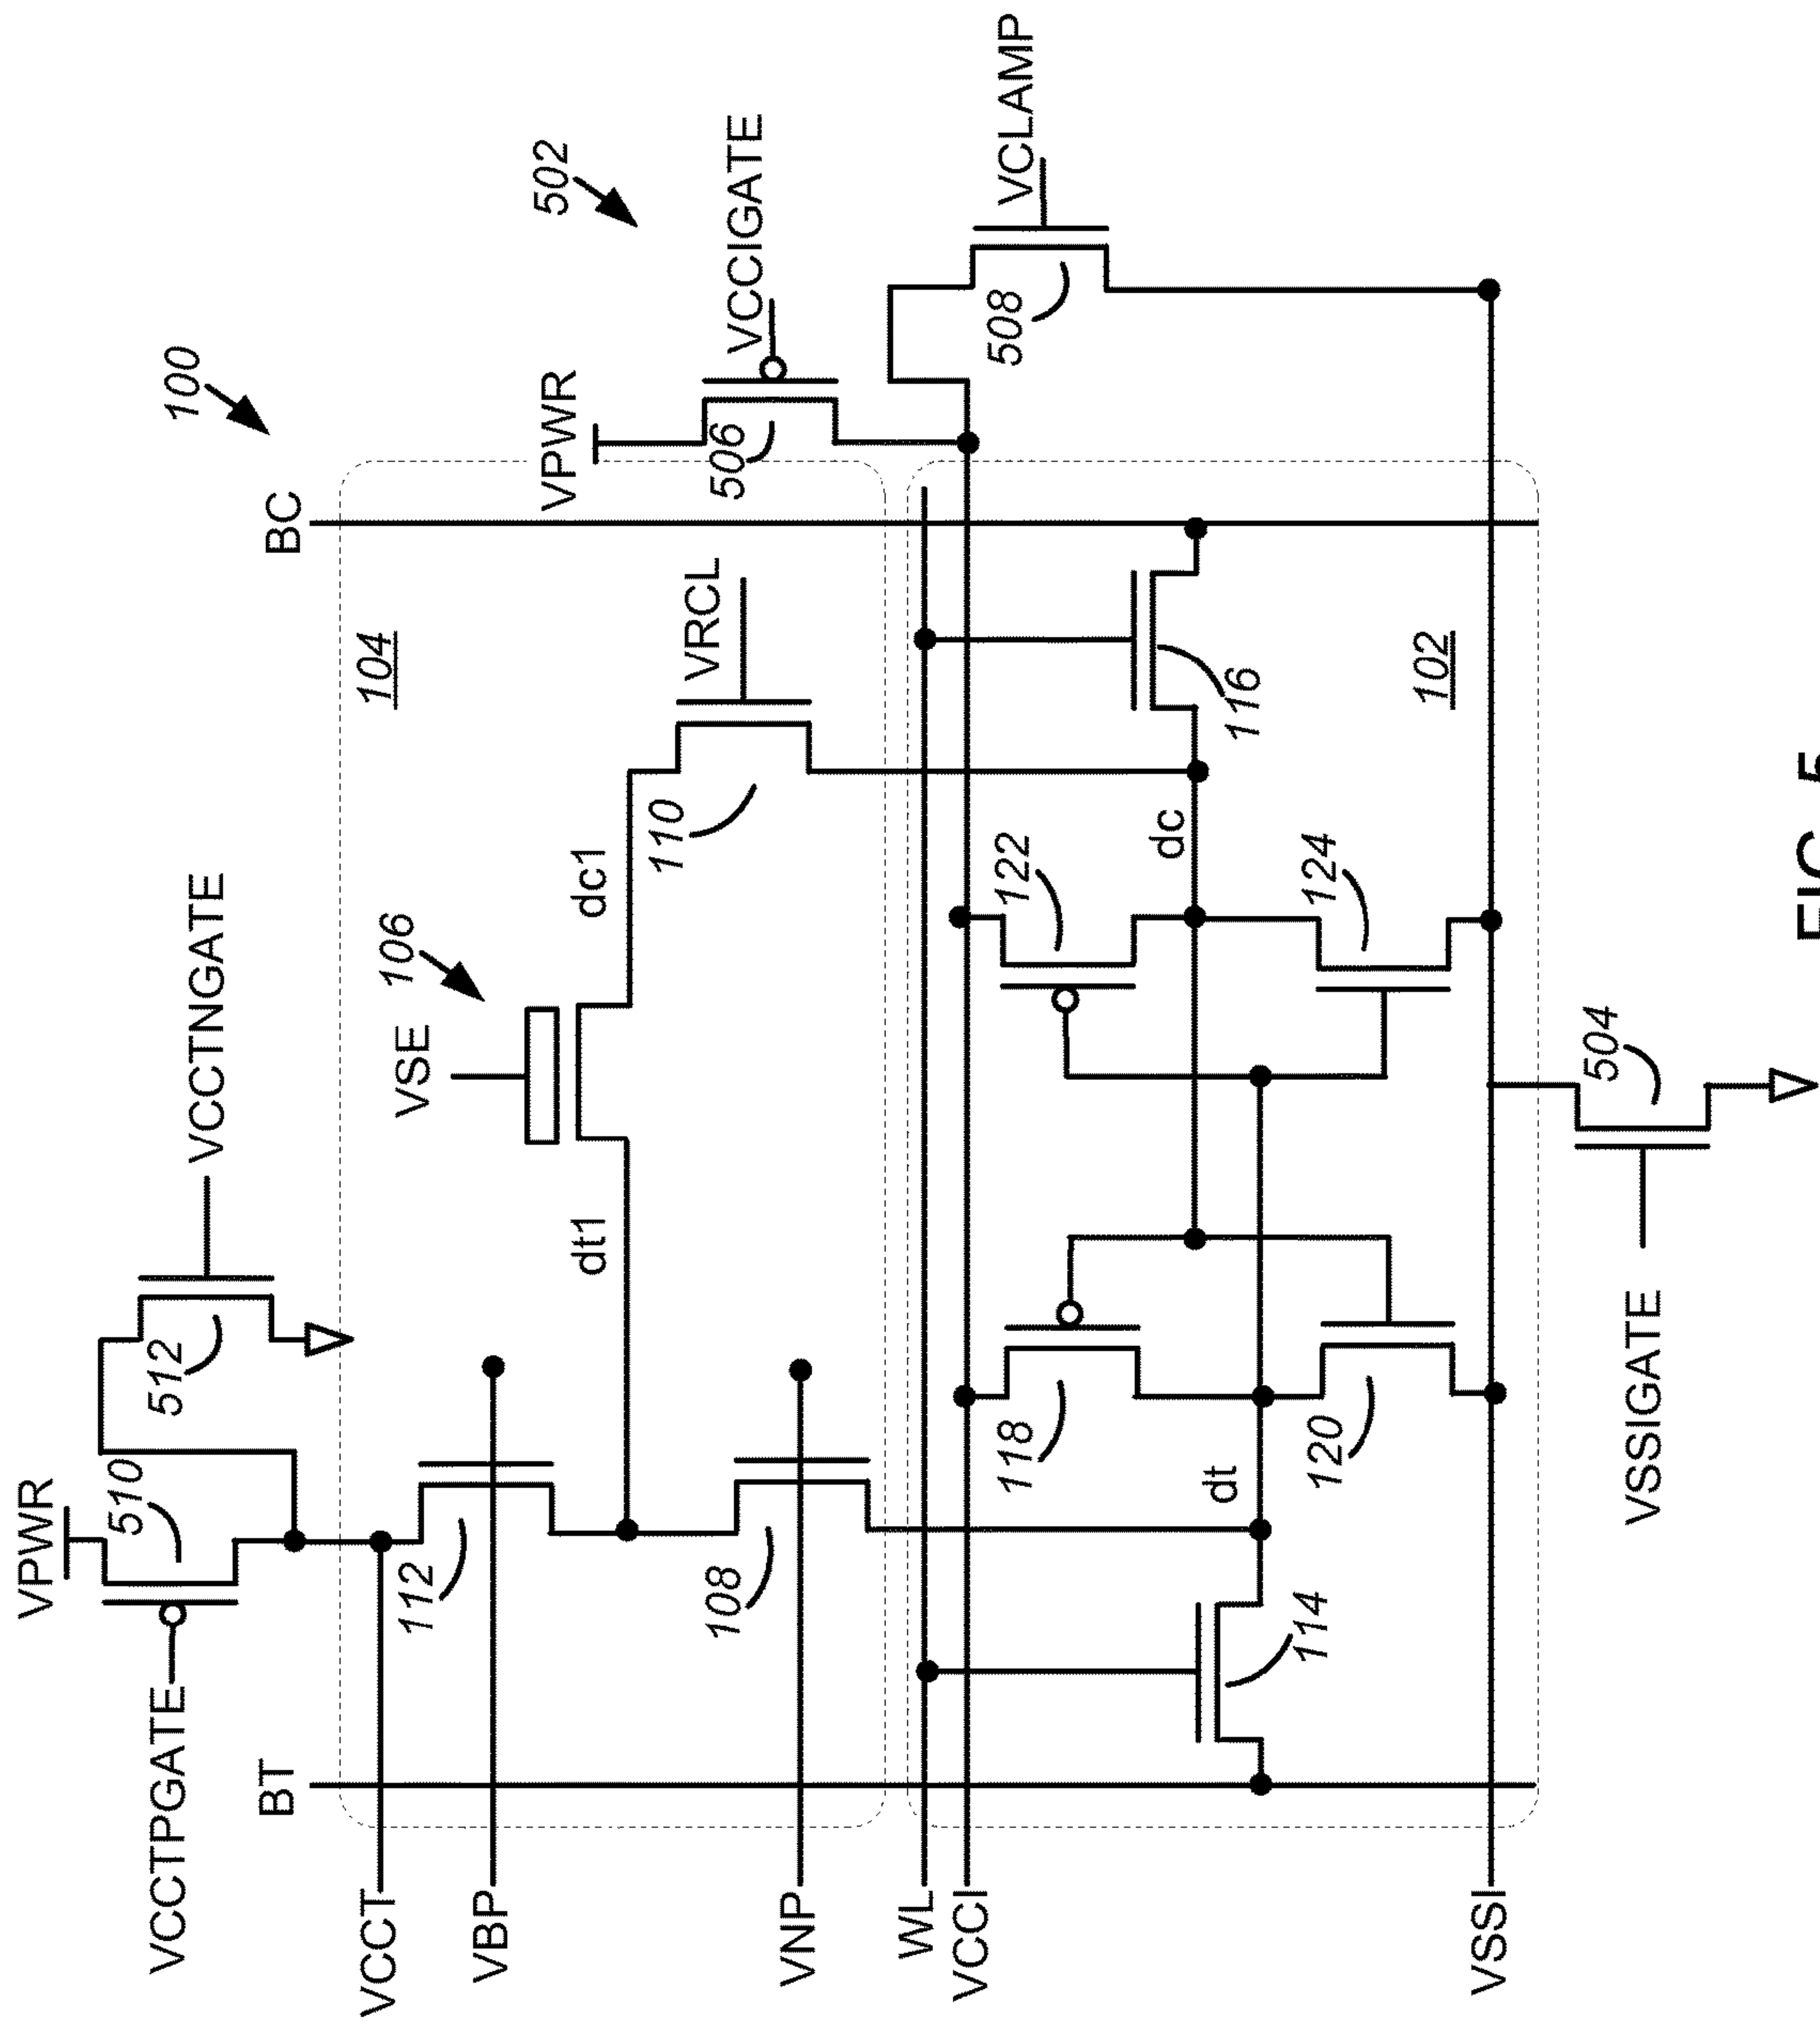 100
502
VPWR
VCCTPGATE
510
512
VCCTNGATE
BT
BC
VCCT
104
VBP
112
VSE
106
VPWR
506
VCCIGATE
dt1
dc1
VRCL
110
VNP
108
WL
VCCI
508
VCLAMP
118
122
dc
116
dt
114
120
124
102
VSSI
VSSIGATE
504
FIG. 5